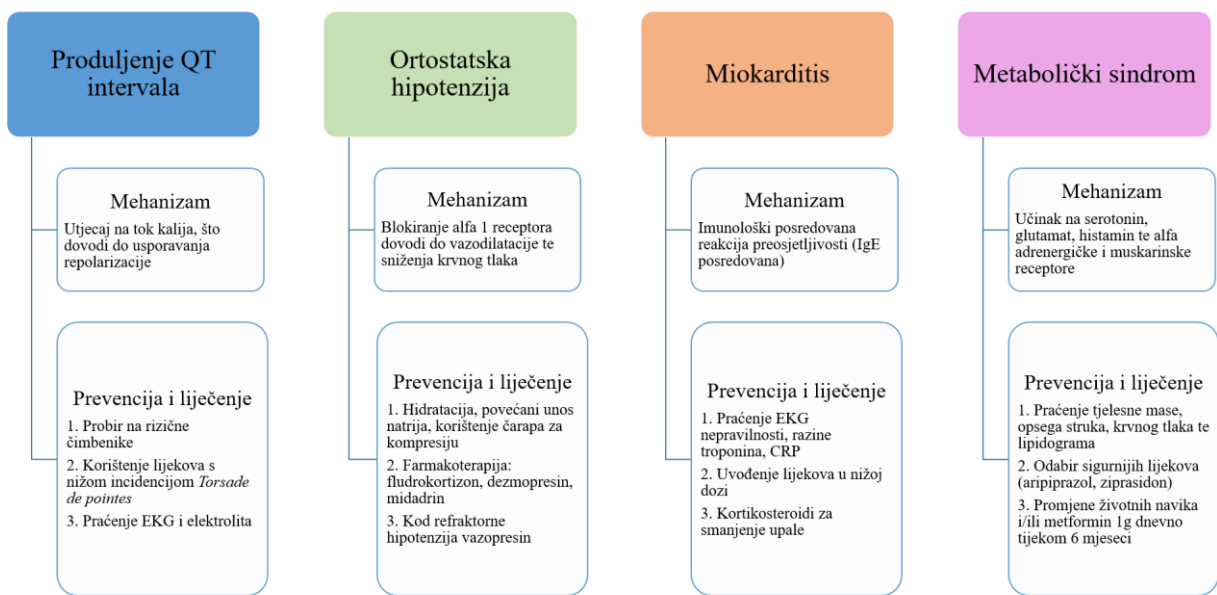 Produljenje QT
intervala
Mehanizam
Utjecaj na tok kalija, što
dovodi do usporavanja
repolarizacije
Prevencija i liječenje
1. Probir na rizične
čimbenike
2. Korištenje lijekova s
nižom incidencijom Torsade
de pointes
3. Praćenje EKG i elektrolita
Ortostatska
hipotenzija
Mehanizam
Blokiranje alfa 1 receptora
dovodi do vazodilatacije te
sniženja krvnog tlaka
Prevencija i liječenje
1. Hidratacija, povećani unos
natrija, korištenje čarapa za
kompresiju
2. Farmakoterapija:
fludrokortizon, dezmopresin,
midadrin
3. Kod refraktorne
hipotenzija vazopresin
Miokarditis
Mehanizam
Imunološki posredovana
reakcija preosjetljivosti (IgE
posredovana)
Prevencija i liječenje
1. Praćenje EKG
nepravilnosti, razine
troponina, CRP
2. Uvođenje lijekova u nižoj
dozi
3. Kortikosteroidi za
smanjenje upale
Metabolički sindrom
Mehanizam
Učinak na serotonin,
glutamat, histamin te alfa
adrenergičke i muskarinske
receptore
Prevencija i liječenje
1. Praćenje tjelesne mase,
opsega struka, krvnog tlaka te
lipidograma
2. Odabir sigurnijih lijekova
(aripiprazol, ziprasidon)
3. Promjene životnih navika
i/ili metformin 1g dnevno
tijekom 6 mjeseci